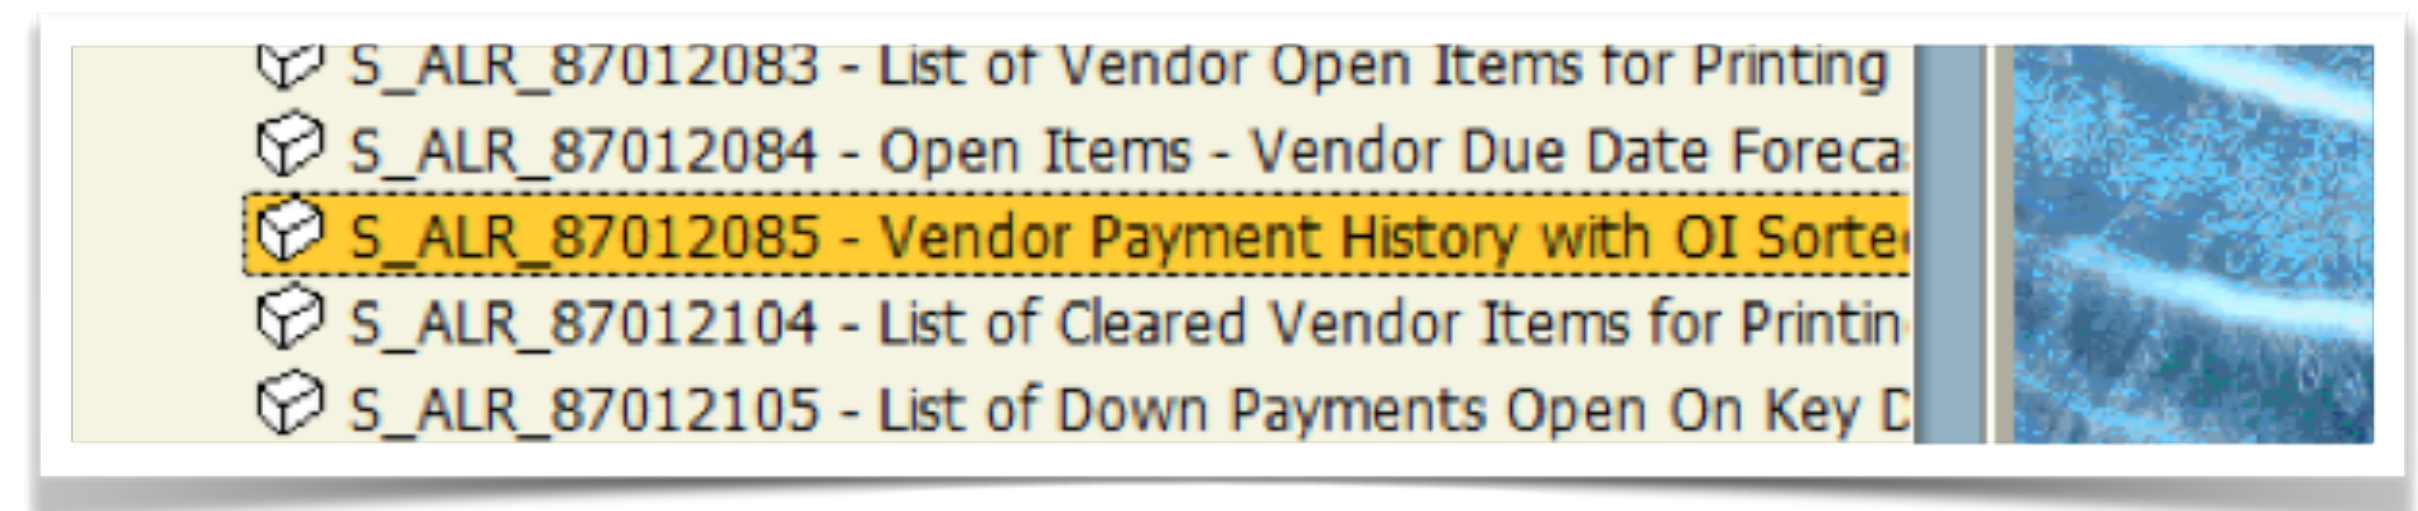 S_ALR_87012083 - List of Vendor Open Items for Printing
S_ALR_87012084 - Open Items - Vendor Due Date Foreca
S_ALR_87012085 - Vendor Payment History with OI Sorted
S_ALR_87012104 - List of Cleared Vendor Items for Printin
S_ALR_87012105 - List of Down Payments Open On Key D